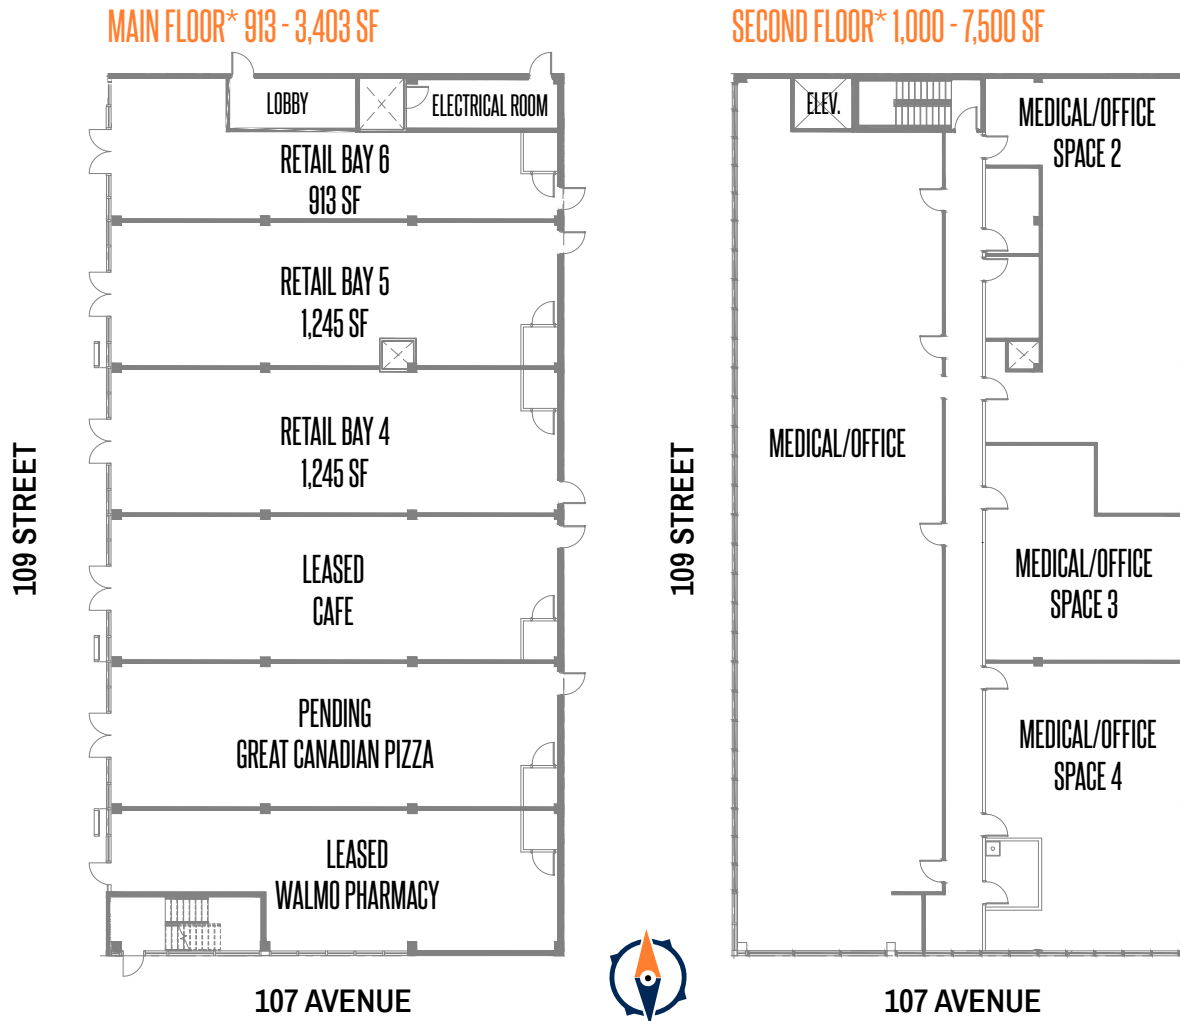 MAIN FLOOR* 913 - 3,403 SF
LOBBY
ELECTRICAL ROOM
RETAIL BAY 6
913 SF
RETAIL BAY 5
1,245 SF
RETAIL BAY 4
1,245 SF
LEASED
CAFE
PENDING
GREAT CANADIAN PIZZA
LEASED
WALMO PHARMACY
109 STREET
107 AVENUE
SECOND FLOOR* 1,000 - 7,500 SF
ELEV.
MEDICAL/OFFICE
SPACE 2
MEDICAL/OFFICE
MEDICAL/OFFICE
SPACE 3
MEDICAL/OFFICE
SPACE 4
109 STREET
107 AVENUE